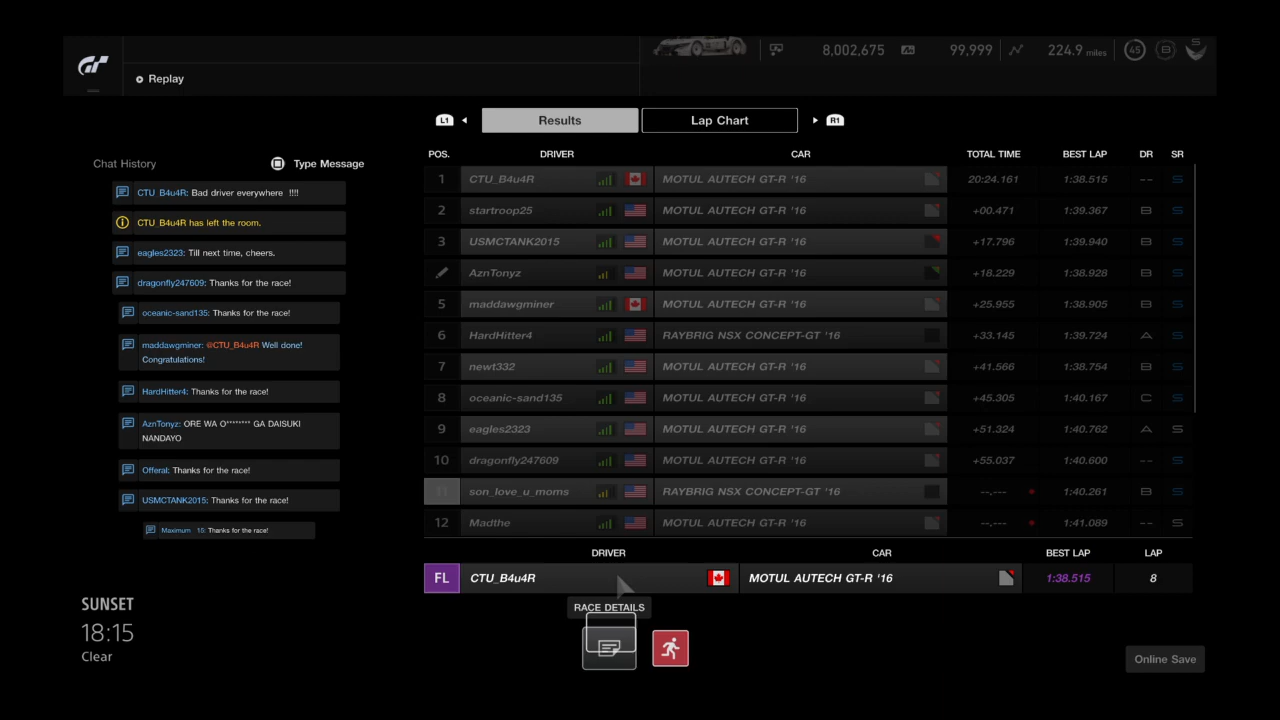 8,002,675 99,999 224.9 miles 45 B S
Replay
L1 Results Lap Chart R1
Chat History Type Message
CTU_B4u4R: Bad driver everywhere !!!!
CTU_B4u4R has left the room.
eagles2323: Till next time, cheers.
dragonfly247609: Thanks for the race!
oceanic-sand135: Thanks for the race!
maddawgminer: @CTU_B4u4R Well done!
Congratulations!
HardHitter4: Thanks for the race!
AznTonyz: ORE WA O******** GA DAISUKI
NANDAYO
Offeral: Thanks for the race!
USMCTANK2015: Thanks for the race!
Maximum 15: Thanks for the race!
POS. DRIVER CAR TOTAL TIME BEST LAP DR SR
1 CTU_B4u4R MOTUL AUTECH GT-R '16 20:24.161 1:38.515 -- S
2 startroop25 MOTUL AUTECH GT-R '16 +00.471 1:39.367 B S
3 USMCTANK2015 MOTUL AUTECH GT-R '16 +17.796 1:39.940 B S
AznTonyz MOTUL AUTECH GT-R '16 +18.229 1:38.928 B S
5 maddawgminer MOTUL AUTECH GT-R '16 +25.955 1:38.905 B S
6 HardHitter4 RAYBRIG NSX CONCEPT-GT '16 +33.145 1:39.724 A S
7 newt332 MOTUL AUTECH GT-R '16 +41.566 1:38.754 B S
8 oceanic-sand135 MOTUL AUTECH GT-R '16 +45.305 1:40.167 C S
9 eagles2323 MOTUL AUTECH GT-R '16 +51.324 1:40.762 A S
10 dragonfly247609 MOTUL AUTECH GT-R '16 +55.037 1:40.600 -- S
11 son_love_u_moms RAYBRIG NSX CONCEPT-GT '16 --.--- 1:40.261 B S
12 Madthe MOTUL AUTECH GT-R '16 --.--- 1:41.089 -- S
DRIVER CAR BEST LAP LAP
FL CTU_B4u4R MOTUL AUTECH GT-R '16 1:38.515 8
RACE DETAILS
SUNSET
18:15
Clear
Online Save